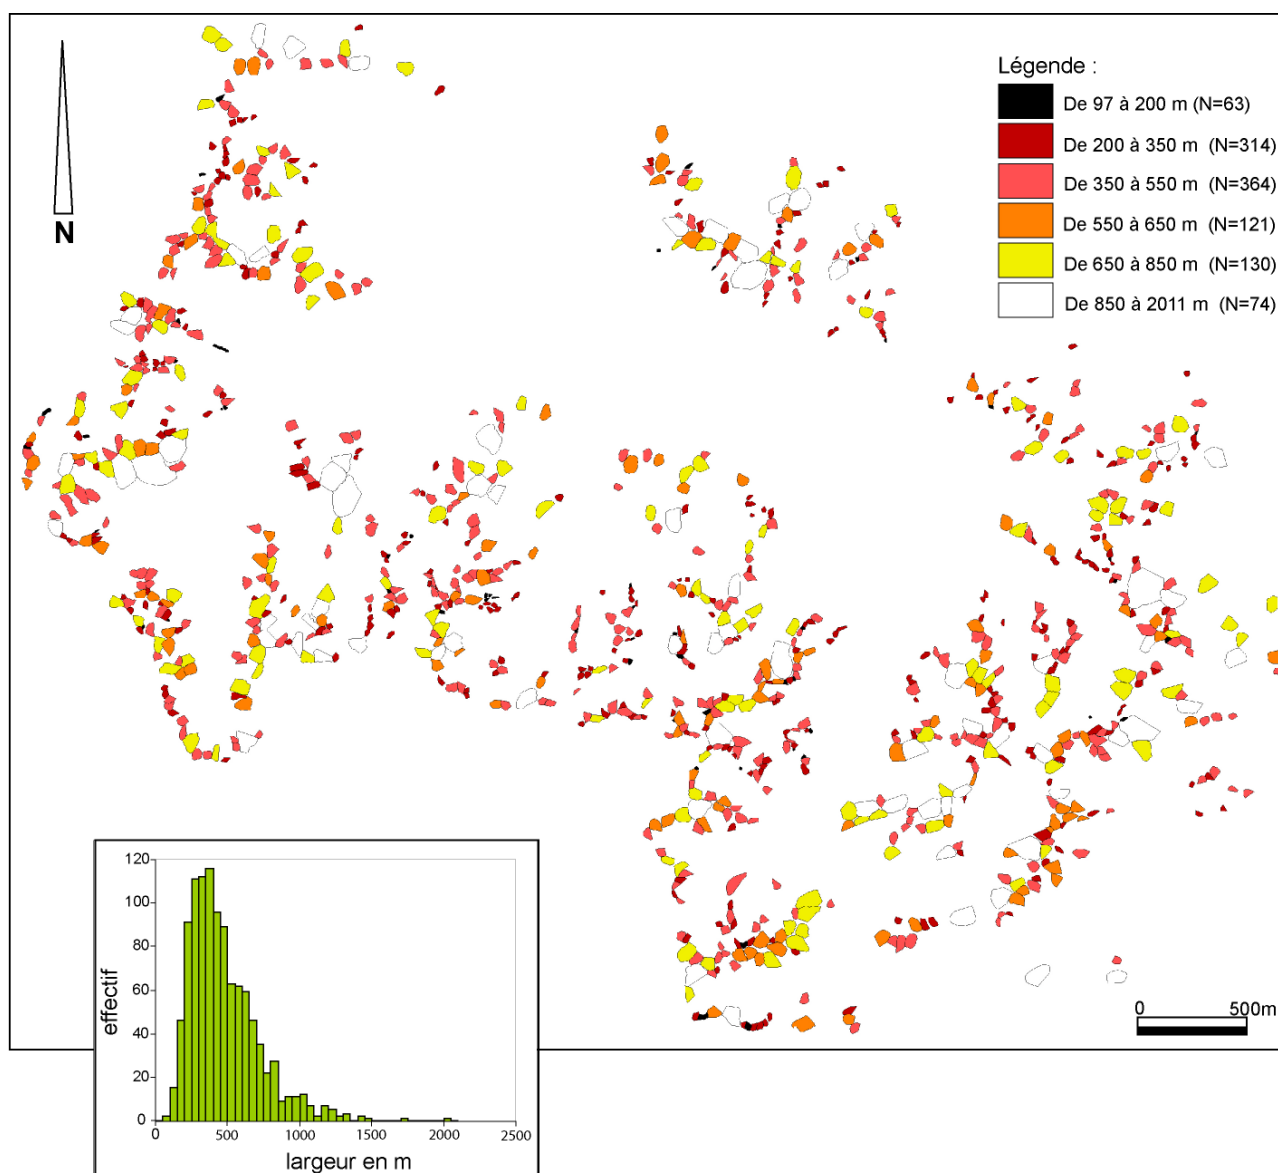 N
Légende :
De 97 à 200 m (N=63)
De 200 à 350 m (N=314)
De 350 à 550 m (N=364)
De 550 à 650 m (N=121)
De 650 à 850 m (N=130)
De 850 à 2011 m (N=74)
0 500m
120
100
80
60
40
20
0
effectif
0 500 1000 1500 2000 2500
largeur en m